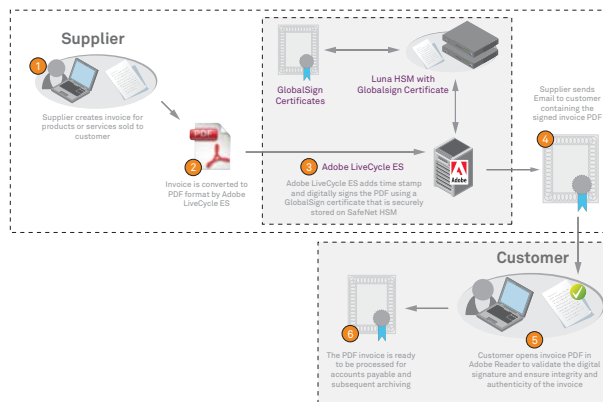 Supplier
1
Supplier creates invoice for
products or services sold to
customer
PDF
2
Invoice is converted to
PDF format by Adobe
LiveCycle ES
GlobalSign
Certificates
Luna HSM with
Globalsign Certificate
3 Adobe LiveCycle ES
Adobe LiveCycle ES adds time stamp
and digitally signs the PDF using a
GlobalSign certificate that is securely
stored on SafeNet HSM
Adobe
Supplier sends
Email to customer
containing the
signed invoice PDF
4
Customer
5
Customer opens invoice PDF in
Adobe Reader to validate the digital
signature and ensure integrity and
authenticity of the invoice
6
The PDF invoice is ready
to be processed for
accounts payable and
subsequent archiving